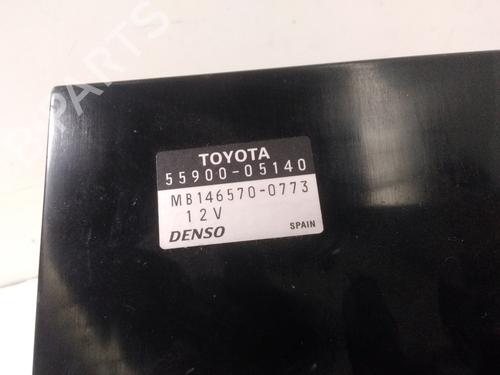 TOYOTA
55900-05140
MB146570-0773
12V
DENSO SPAIN